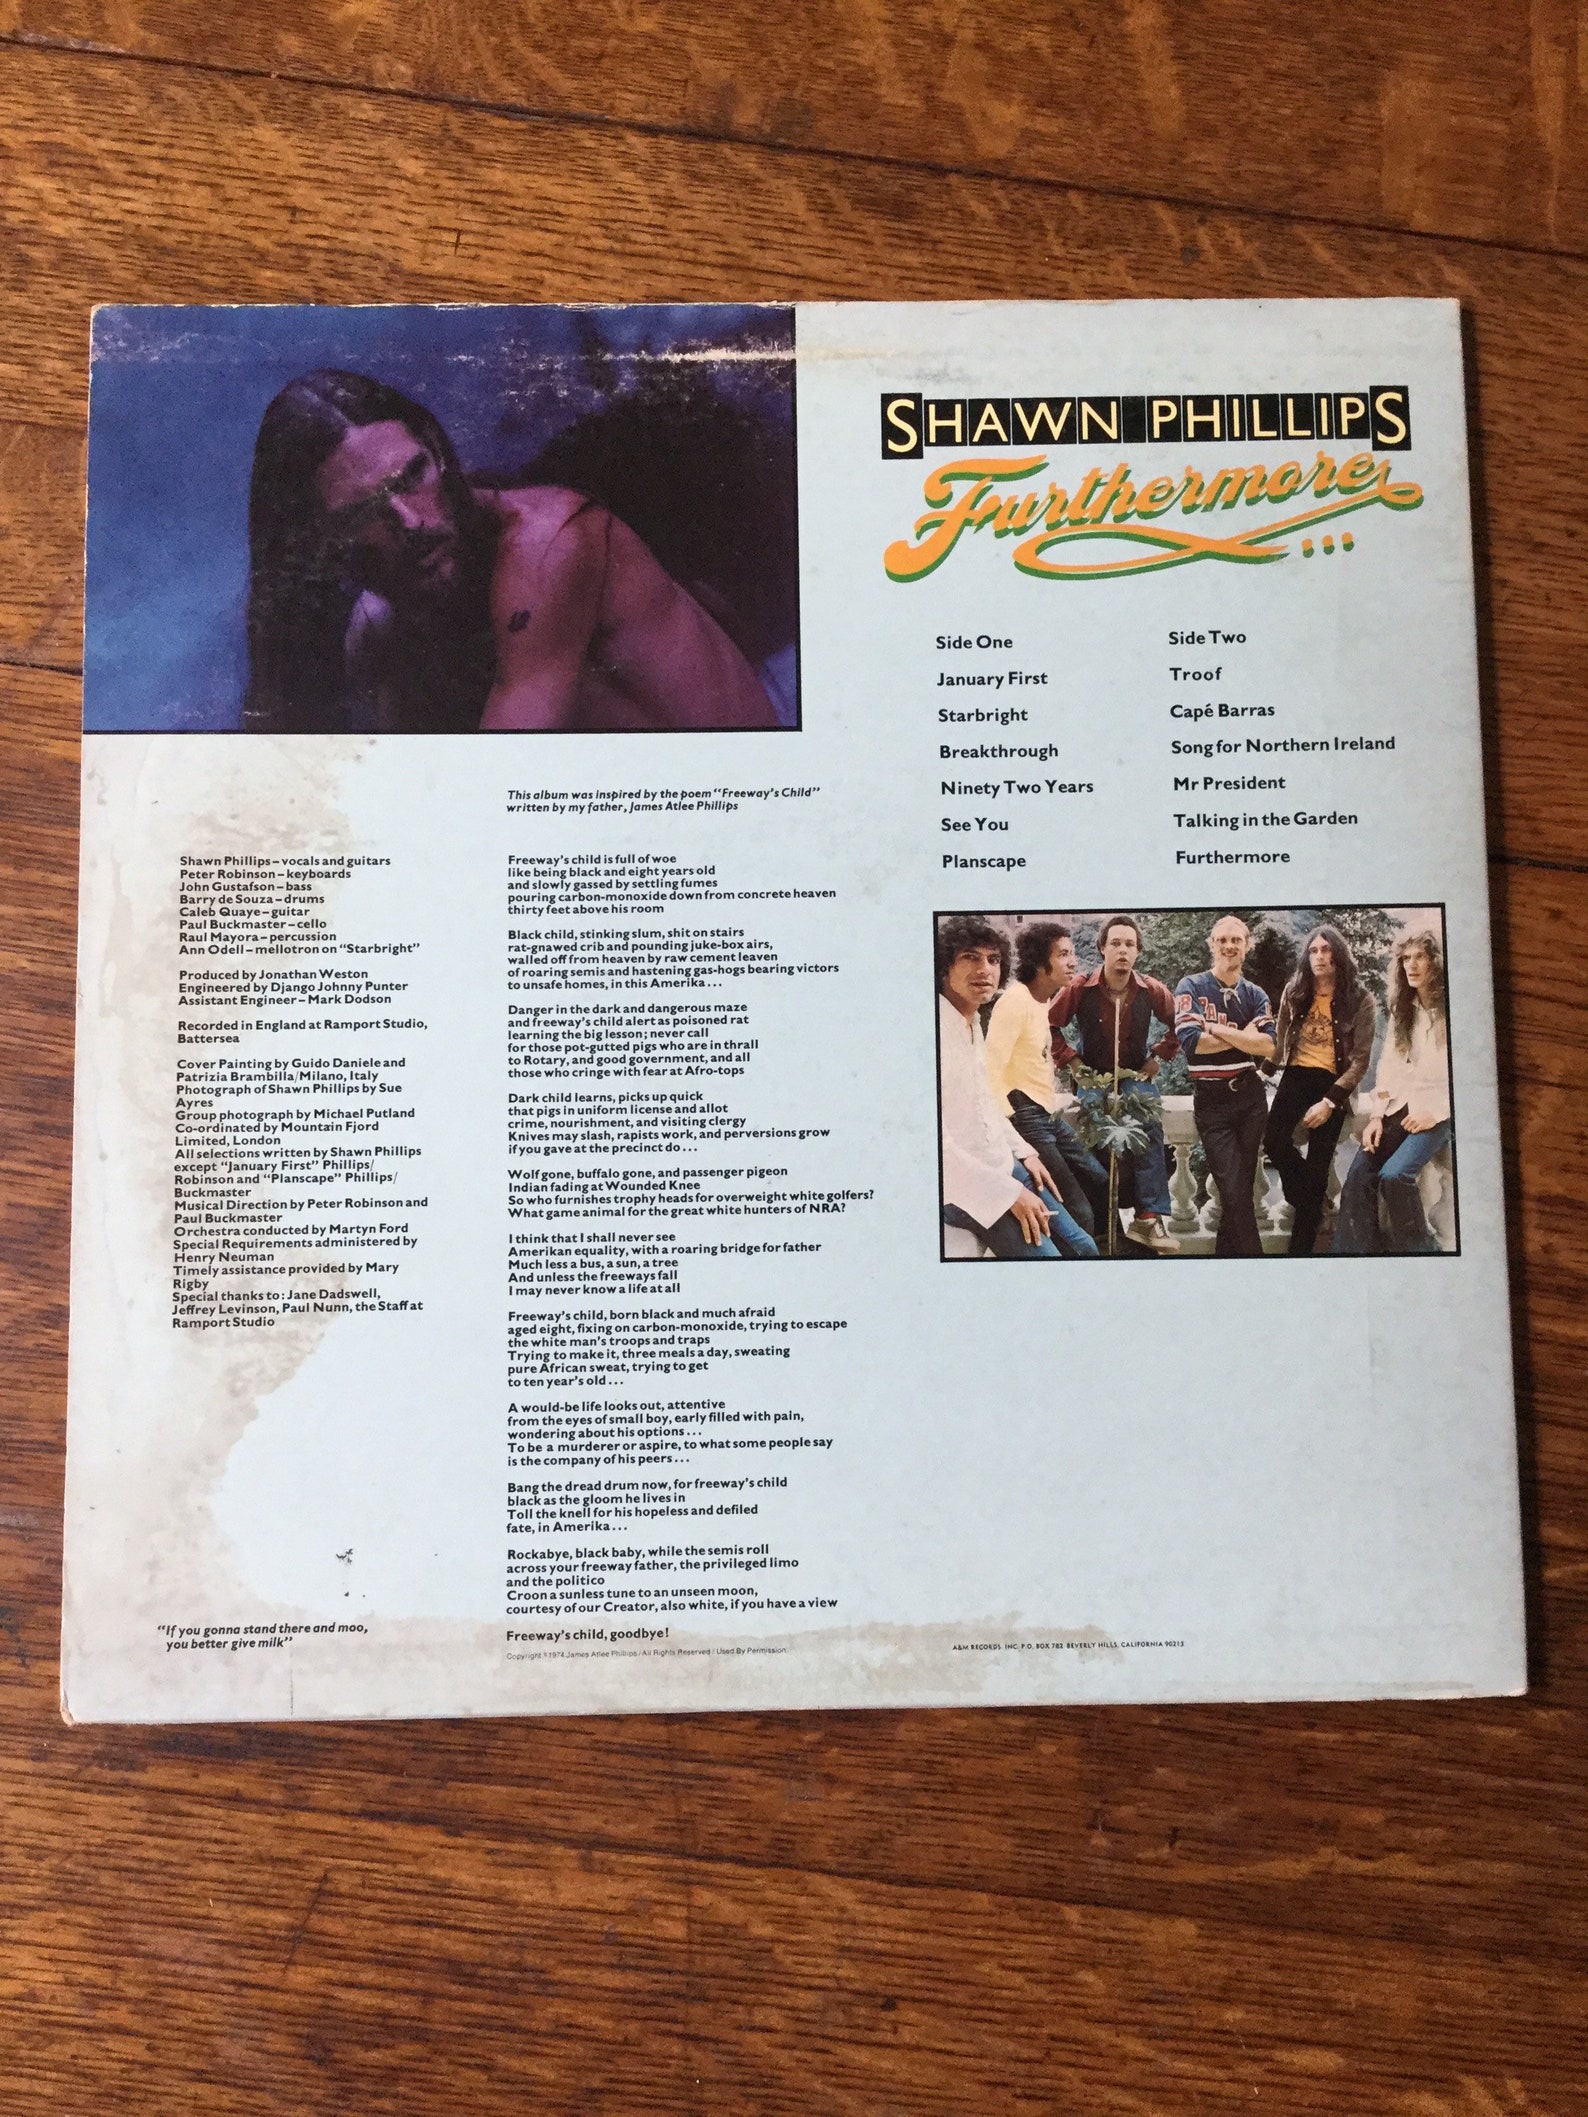 SHAWN PHILLIPS
Furthermore...
Side One
January First
Starbright
Breakthrough
Ninety Two Years
See You
Planscape
Side Two
Troof
Capé Barras
Song for Northern Ireland
Mr President
Talking in the Garden
Furthermore
Shawn Phillips – vocals and guitars
Peter Robinson – keyboards
John Gustafson – bass
Barry de Souza – drums
Caleb Quaye – guitar
Paul Buckmaster – cello
Raul Mayora – percussion
Ann Odell – mellotron on "Starbright"
Produced by Jonathan Weston
Engineered by Django Johnny Punter
Assistant Engineer – Mark Dodson
Recorded in England at Ramport Studio,
Battersea
Cover Painting by Guido Daniele and
Patrizia Brambilla/Milano, Italy
Photograph of Shawn Phillips by Sue
Ayres
Group photograph by Michael Putland
Co-ordinated by Mountain Fjord
Limited, London
All selections written by Shawn Phillips
except "January First" Phillips/
Robinson and "Planscape" Phillips/
Buckmaster
Musical Direction by Peter Robinson and
Paul Buckmaster
Orchestra conducted by Martyn Ford
Special Requirements administered by
Henry Neuman
Timely assistance provided by Mary
Rigby
Special thanks to: Jane Dadswell,
Jeffrey Levinson, Paul Nunn, the Staff at
Ramport Studio
"If you gonna stand there and moo,
you better give milk"
This album was inspired by the poem "Freeway's Child"
written by my father, James Atlee Phillips
Freeway's child is full of woe
like being black and eight years old
and slowly gassed by settling fumes
pouring carbon-monoxide down from concrete heaven
thirty feet above his room
Black child, stinking slum, shit on stairs
rat-gnawed crib and pounding juke-box airs,
walled off from heaven by raw cement leaven
of roaring semis and hastening gas-hogs bearing victors
to unsafe homes, in this Amerika...
Danger in the dark and dangerous maze
and freeway's child alert as poisoned rat
learning the big lesson; never call
for those pot-gutted pigs who are in thrall
to Rotary, and good government, and all
those who cringe with fear at Afro-tops
Dark child learns, picks up quick
that pigs in uniform license and allot
crime, nourishment, and visiting clergy
Knives may slash, rapists work, and perversions grow
if you gave at the precinct do...
Wolf gone, buffalo gone, and passenger pigeon
Indian fading at Wounded Knee
So who furnishes trophy heads for overweight white golfers?
What game animal for the great white hunters of NRA?
I think that I shall never see
Amerikan equality, with a roaring bridge for father
Much less a bus, a sun, a tree
And unless the freeways fall
I may never know a life at all
Freeway's child, born black and much afraid
aged eight, fixing on carbon-monoxide, trying to escape
the white man's troops and traps
Trying to make it, three meals a day, sweating
pure African sweat, trying to get
to ten year's old...
A would-be life looks out, attentive
from the eyes of small boy, early filled with pain,
wondering about his options...
To be a murderer or aspire, to what some people say
is the company of his peers...
Bang the dread drum now, for freeway's child
black as the gloom he lives in
Toll the knell for his hopeless and defiled
fate, in Amerika...
Rockabye, black baby, while the semis roll
across your freeway father, the privileged limo
and the politico
Croon a sunless tune to an unseen moon,
courtesy of our Creator, also white, if you have a view
Freeway's child, goodbye!
Copyright © 1974 James Atlee Phillips / All Rights Reserved / Used By Permission
A&M RECORDS, INC. P.O. BOX 782 BEVERLY HILLS, CALIFORNIA 90213